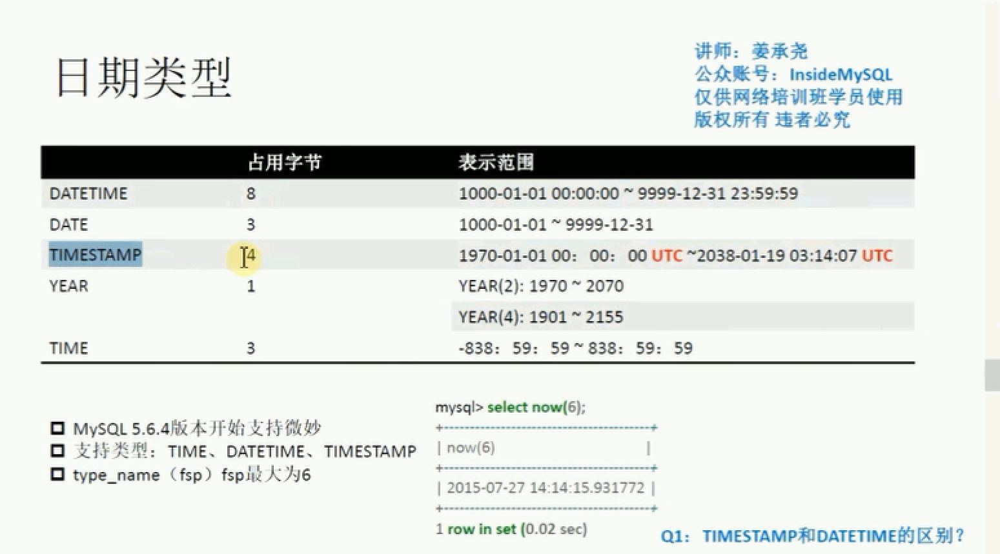 日期类型
讲师：姜承尧
公众账号：InsideMySQL
仅供网络培训班学员使用
版权所有 违者必究
占用字节 表示范围
DATETIME 8 1000-01-01 00:00:00 ~ 9999-12-31 23:59:59
DATE 3 1000-01-01 ~ 9999-12-31
TIMESTAMP 4 1970-01-01 00：00：00 UTC ~2038-01-19 03:14:07 UTC
YEAR 1 YEAR(2): 1970 ~ 2070
YEAR(4): 1901 ~ 2155
TIME 3 -838：59：59 ~ 838：59：59
MySQL 5.6.4版本开始支持微妙
支持类型：TIME、DATETIME、TIMESTAMP
type_name（fsp）fsp最大为6
mysql> select now(6);
+-----------------------------------------+
| now(6) |
+-----------------------------------------+
| 2015-07-27 14:14:15.931772 |
+-----------------------------------------+
1 row in set (0.02 sec)
Q1：TIMESTAMP和DATETIME的区别？